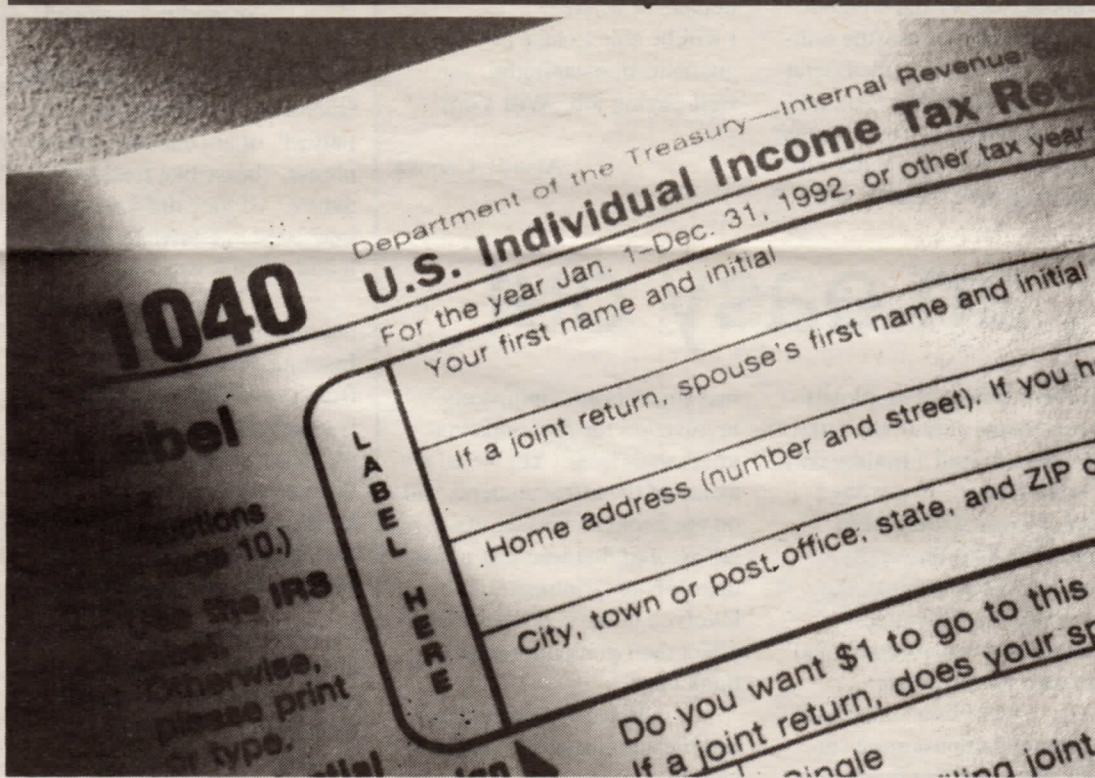 Department of the Treasury—Internal Revenue
1040
U.S. Individual Income Tax
For the year Jan. 1–Dec. 31, 1992, or other tax year
Your first name and initial
If a joint return, spouse's first name and initial
Home address (number and street). If you
City, town or post office, state, and ZIP
LABEL HERE
the IRS
Otherwise,
please print
or type.
Do you want $1 to go to this
If a joint return, does your
Single
joint